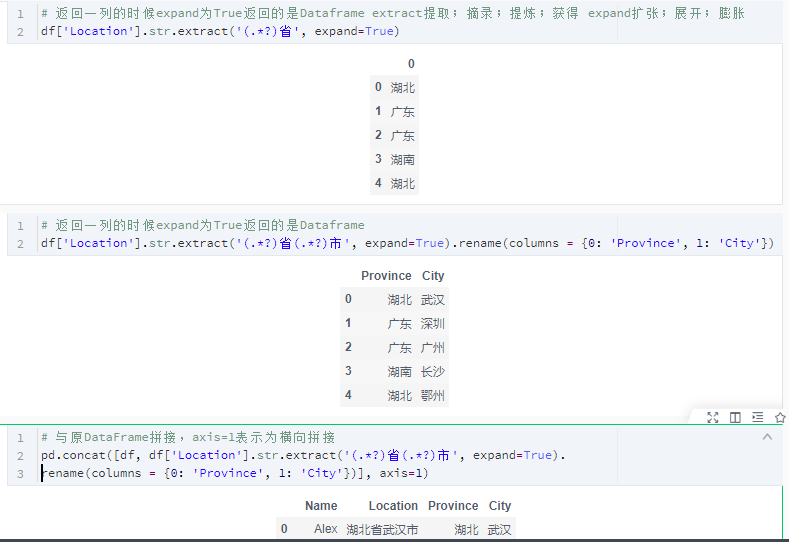 1 # 返回一列的时候expand为True返回的是Dataframe extract提取; 摘录; 提炼; 获得 expand扩张; 展开; 膨胀
2 df['Location'].str.extract('(.*?)省', expand=True)
0
0 湖北
1 广东
2 广东
3 湖南
4 湖北
1 # 返回一列的时候expand为True返回的是Dataframe
2 df['Location'].str.extract('(.*?)省(.*?)市', expand=True).rename(columns = {0: 'Province', 1: 'City'})
Province City
0 湖北 武汉
1 广东 深圳
2 广东 广州
3 湖南 长沙
4 湖北 鄂州
1 # 与原DataFrame拼接，axis=1表示为横向拼接
2 pd.concat([df, df['Location'].str.extract('(.*?)省(.*?)市', expand=True).
3 rename(columns = {0: 'Province', 1: 'City'})], axis=1)
Name Location Province City
0 Alex 湖北省武汉市 湖北 武汉